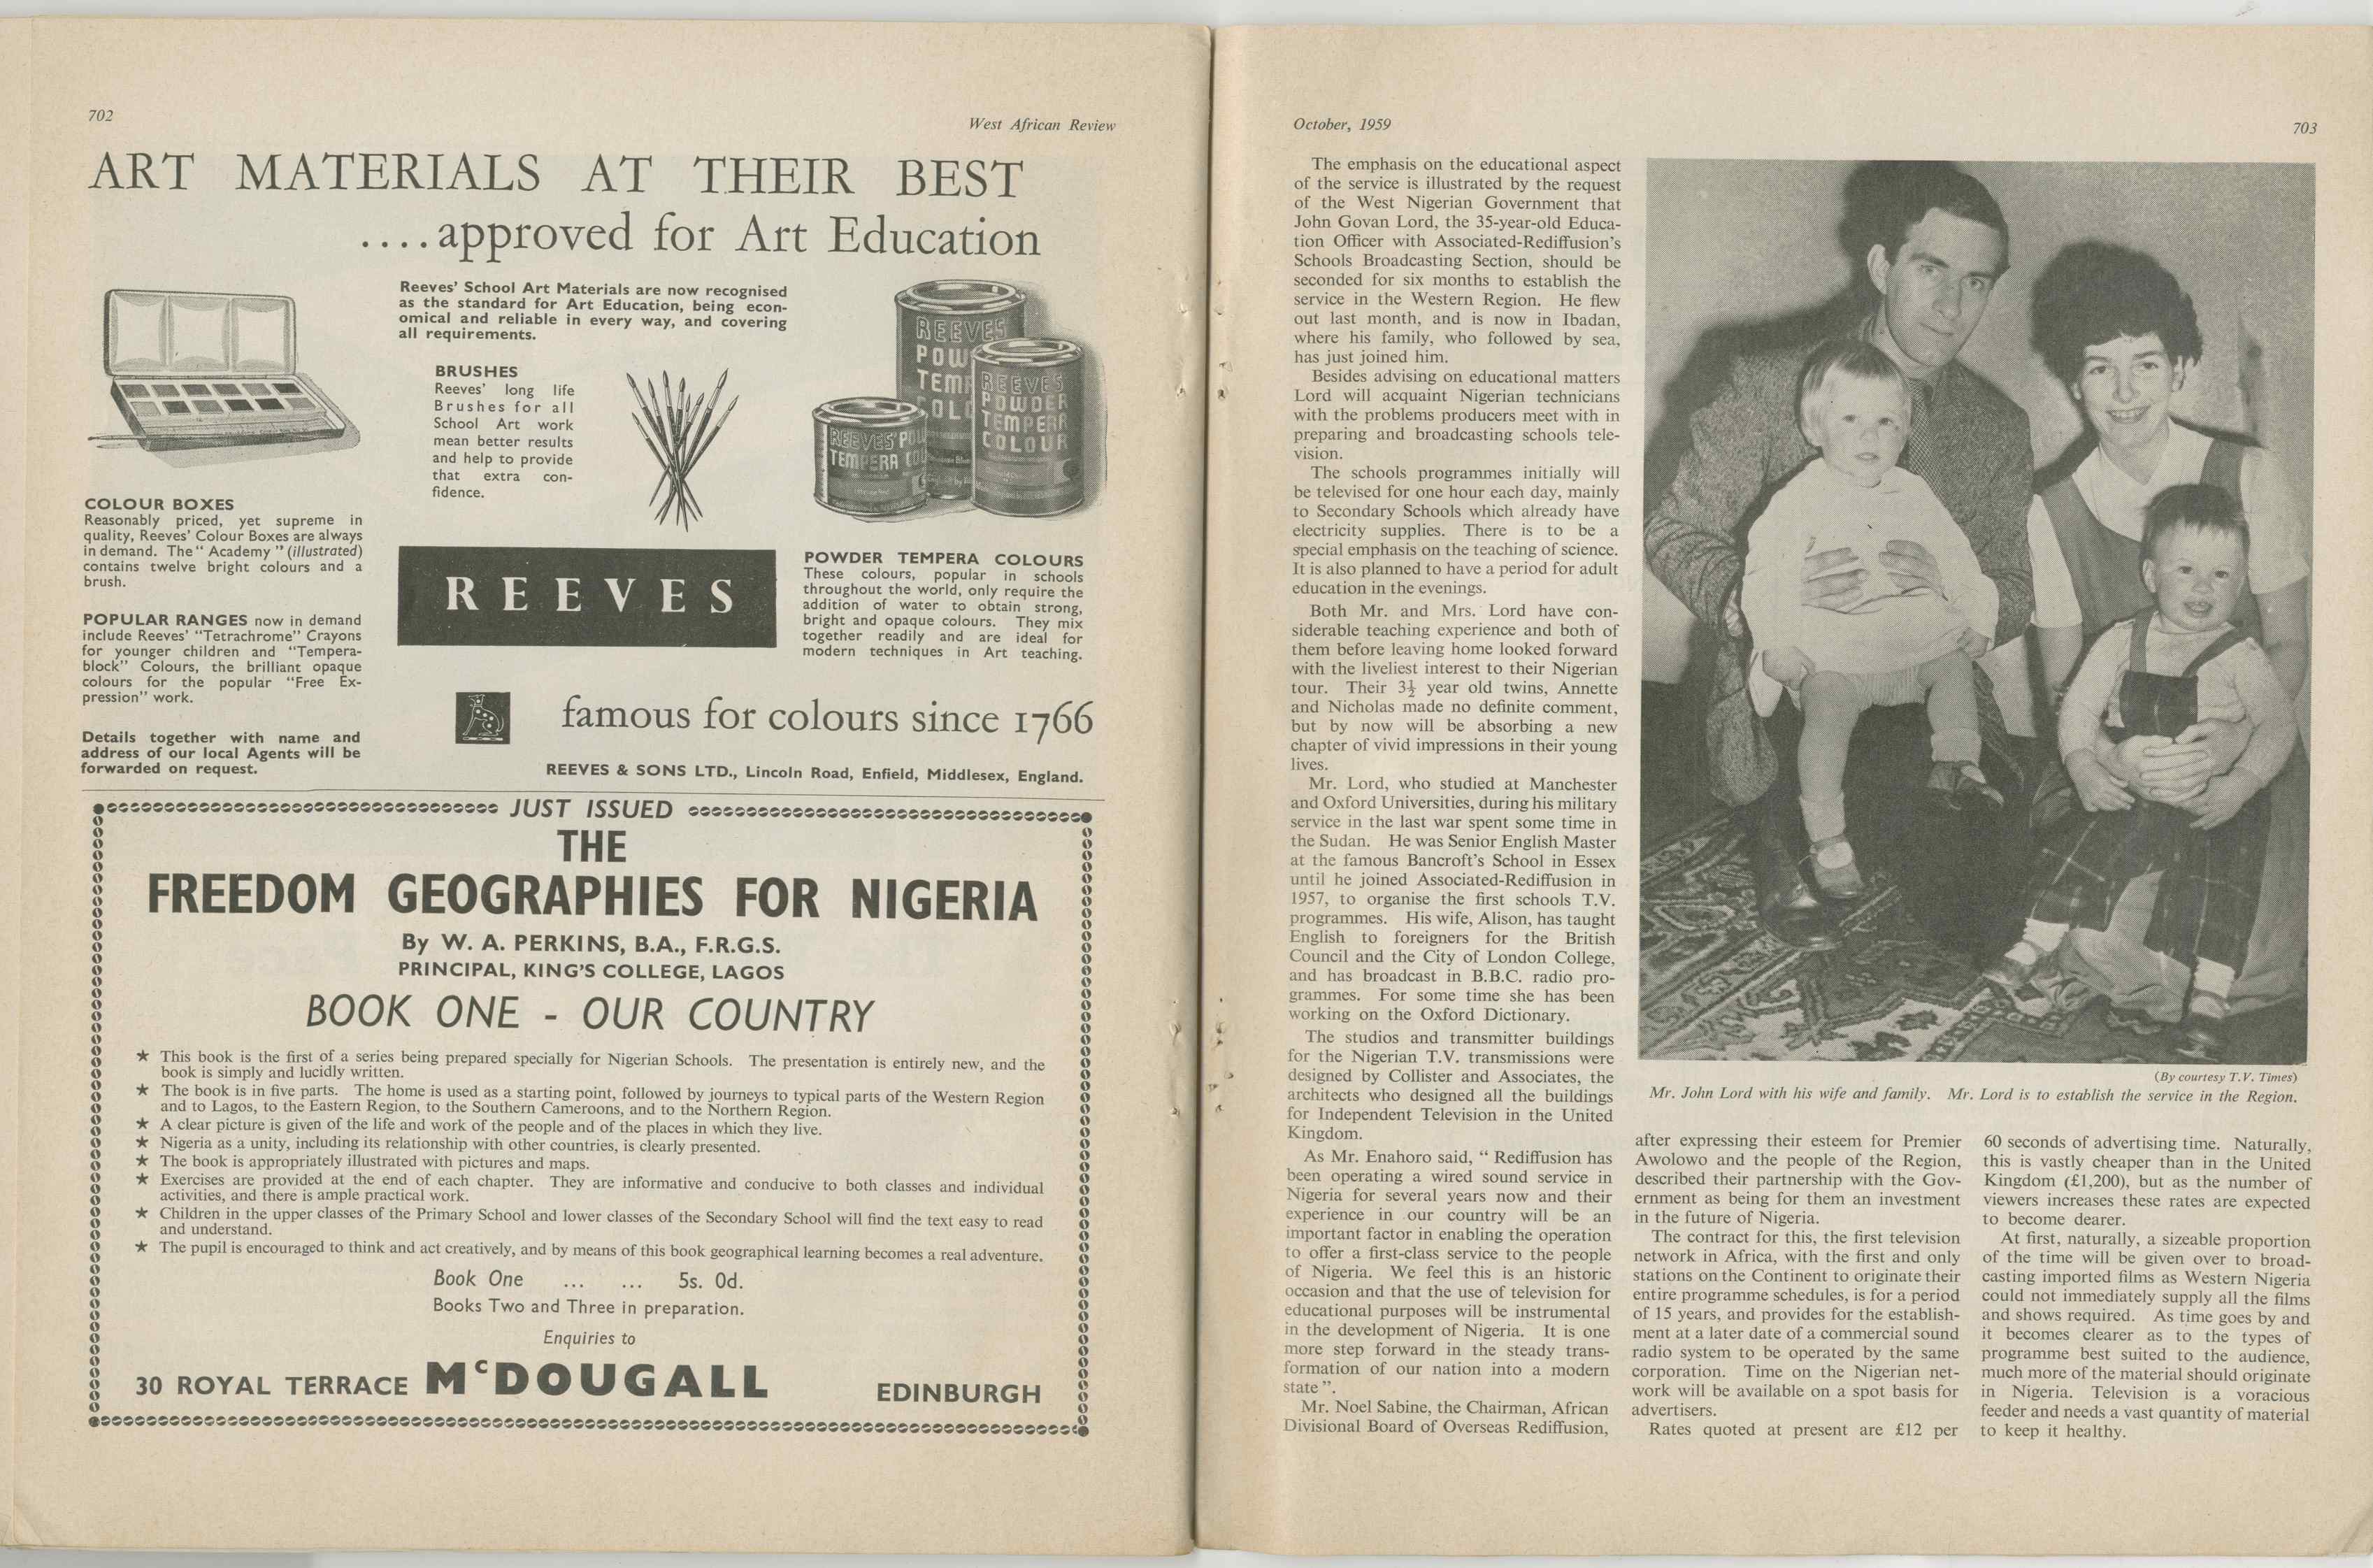 702
West African Review
ART MATERIALS AT THEIR BEST
....approved for Art Education
Reeves' School Art Materials are now recognised
as the standard for Art Education, being econ-
omical and reliable in every way, and covering
all requirements.
BRUSHES
Reeves' long life
Brushes for all
School Art work
mean better results
and help to provide
that extra con-
fidence.
REEVES
POW
TEMP
COL
REEVES
POWDER
TEMPERA
COLOUR
REEVES' POW
TEMPERA CO
COLOUR BOXES
Reasonably priced, yet supreme in
quality, Reeves' Colour Boxes are always
in demand. The " Academy " (illustrated)
contains twelve bright colours and a
brush.
POPULAR RANGES now in demand
include Reeves' "Tetrachrome" Crayons
for younger children and "Tempera-
block" Colours, the brilliant opaque
colours for the popular "Free Ex-
pression" work.
Details together with name and
address of our local Agents will be
forwarded on request.
REEVES
POWDER TEMPERA COLOURS
These colours, popular in schools
throughout the world, only require the
addition of water to obtain strong,
bright and opaque colours. They mix
together readily and are ideal for
modern techniques in Art teaching.
famous for colours since 1766
REEVES & SONS LTD., Lincoln Road, Enfield, Middlesex, England.
JUST ISSUED
THE
FREEDOM GEOGRAPHIES FOR NIGERIA
By W. A. PERKINS, B.A., F.R.G.S.
PRINCIPAL, KING'S COLLEGE, LAGOS
BOOK ONE - OUR COUNTRY
★ This book is the first of a series being prepared specially for Nigerian Schools. The presentation is entirely new, and the
book is simply and lucidly written.
★ The book is in five parts. The home is used as a starting point, followed by journeys to typical parts of the Western Region
and to Lagos, to the Eastern Region, to the Southern Cameroons, and to the Northern Region.
★ A clear picture is given of the life and work of the people and of the places in which they live.
★ Nigeria as a unity, including its relationship with other countries, is clearly presented.
★ The book is appropriately illustrated with pictures and maps.
★ Exercises are provided at the end of each chapter. They are informative and conducive to both classes and individual
activities, and there is ample practical work.
★ Children in the upper classes of the Primary School and lower classes of the Secondary School will find the text easy to read
and understand.
★ The pupil is encouraged to think and act creatively, and by means of this book geographical learning becomes a real adventure.
Book One ... ... 5s. 0d.
Books Two and Three in preparation.
Enquiries to
30 ROYAL TERRACE McDOUGALL EDINBURGH
October, 1959
703
The emphasis on the educational aspect
of the service is illustrated by the request
of the West Nigerian Government that
John Govan Lord, the 35-year-old Educa-
tion Officer with Associated-Rediffusion's
Schools Broadcasting Section, should be
seconded for six months to establish the
service in the Western Region. He flew
out last month, and is now in Ibadan,
where his family, who followed by sea,
has just joined him.
Besides advising on educational matters
Lord will acquaint Nigerian technicians
with the problems producers meet with in
preparing and broadcasting schools tele-
vision.
The schools programmes initially will
be televised for one hour each day, mainly
to Secondary Schools which already have
electricity supplies. There is to be a
special emphasis on the teaching of science.
It is also planned to have a period for adult
education in the evenings.
Both Mr. and Mrs. Lord have con-
siderable teaching experience and both of
them before leaving home looked forward
with the liveliest interest to their Nigerian
tour. Their 3½ year old twins, Annette
and Nicholas made no definite comment,
but by now will be absorbing a new
chapter of vivid impressions in their young
lives.
Mr. Lord, who studied at Manchester
and Oxford Universities, during his military
service in the last war spent some time in
the Sudan. He was Senior English Master
at the famous Bancroft's School in Essex
until he joined Associated-Rediffusion in
1957, to organise the first schools T.V.
programmes. His wife, Alison, has taught
English to foreigners for the British
Council and the City of London College,
and has broadcast in B.B.C. radio pro-
grammes. For some time she has been
working on the Oxford Dictionary.
The studios and transmitter buildings
for the Nigerian T.V. transmissions were
designed by Collister and Associates, the
architects who designed all the buildings
for Independent Television in the United
Kingdom.
As Mr. Enahoro said, " Rediffusion has
been operating a wired sound service in
Nigeria for several years now and their
experience in our country will be an
important factor in enabling the operation
to offer a first-class service to the people
of Nigeria. We feel this is an historic
occasion and that the use of television for
educational purposes will be instrumental
in the development of Nigeria. It is one
more step forward in the steady trans-
formation of our nation into a modern
state ".
Mr. Noel Sabine, the Chairman, African
Divisional Board of Overseas Rediffusion,
(By courtesy T.V. Times)
Mr. John Lord with his wife and family. Mr. Lord is to establish the service in the Region.
after expressing their esteem for Premier
Awolowo and the people of the Region,
described their partnership with the Gov-
ernment as being for them an investment
in the future of Nigeria.
The contract for this, the first television
network in Africa, with the first and only
stations on the Continent to originate their
entire programme schedules, is for a period
of 15 years, and provides for the establish-
ment at a later date of a commercial sound
radio system to be operated by the same
corporation. Time on the Nigerian net-
work will be available on a spot basis for
advertisers.
Rates quoted at present are £12 per
60 seconds of advertising time. Naturally,
this is vastly cheaper than in the United
Kingdom (£1,200), but as the number of
viewers increases these rates are expected
to become dearer.
At first, naturally, a sizeable proportion
of the time will be given over to broad-
casting imported films as Western Nigeria
could not immediately supply all the films
and shows required. As time goes by and
it becomes clearer as to the types of
programme best suited to the audience,
much more of the material should originate
in Nigeria. Television is a voracious
feeder and needs a vast quantity of material
to keep it healthy.